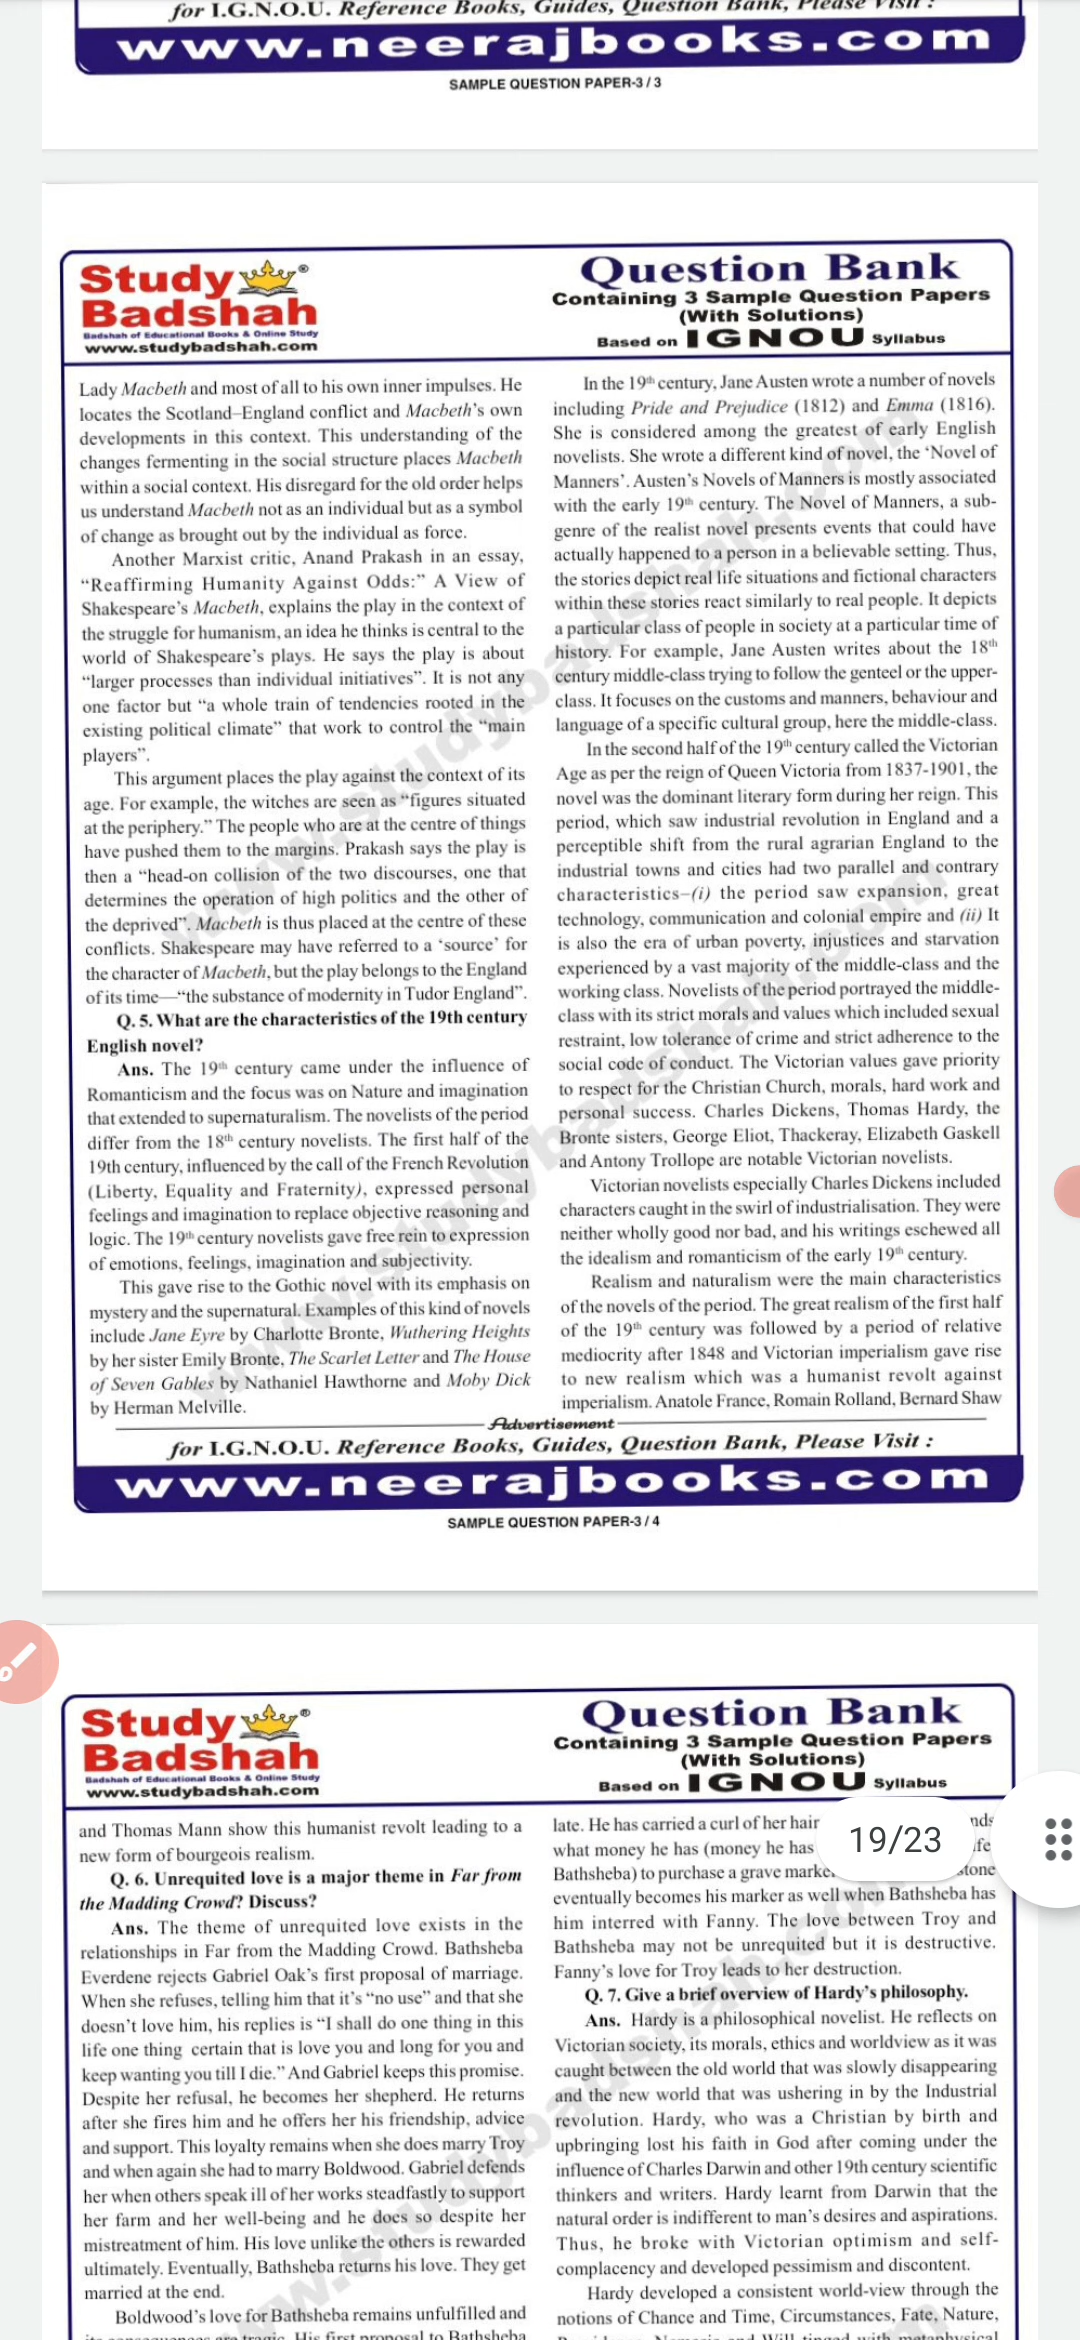 for I.G.N.O.U. Reference Books, Guides, Question Bank, Please Visit :
www.neerajbooks.com
SAMPLE QUESTION PAPER-3 / 3
Study
Badshah
Badshah of Educational Books & Online Study
www.studybadshah.com
Question Bank
Containing 3 Sample Question Papers
(With Solutions)
Based on IGNOU Syllabus
Lady Macbeth and most of all to his own inner impulses. He
locates the Scotland–England conflict and Macbeth's own
developments in this context. This understanding of the
changes fermenting in the social structure places Macbeth
within a social context. His disregard for the old order helps
us understand Macbeth not as an individual but as a symbol
of change as brought out by the individual as force.
Another Marxist critic, Anand Prakash in an essay,
“Reaffirming Humanity Against Odds:” A View of
Shakespeare's Macbeth, explains the play in the context of
the struggle for humanism, an idea he thinks is central to the
world of Shakespeare's plays. He says the play is about
“larger processes than individual initiatives”. It is not any
one factor but “a whole train of tendencies rooted in the
existing political climate” that work to control the “main
players”.
This argument places the play against the context of its
age. For example, the witches are seen as “figures situated
at the periphery.” The people who are at the centre of things
have pushed them to the margins. Prakash says the play is
then a “head-on collision of the two discourses, one that
determines the operation of high politics and the other of
the deprived”. Macbeth is thus placed at the centre of these
conflicts. Shakespeare may have referred to a ‘source’ for
the character of Macbeth, but the play belongs to the England
of its time—“the substance of modernity in Tudor England”.
Q. 5. What are the characteristics of the 19th century
English novel?
Ans. The 19th century came under the influence of
Romanticism and the focus was on Nature and imagination
that extended to supernaturalism. The novelists of the period
differ from the 18th century novelists. The first half of the
19th century, influenced by the call of the French Revolution
(Liberty, Equality and Fraternity), expressed personal
feelings and imagination to replace objective reasoning and
logic. The 19th century novelists gave free rein to expression
of emotions, feelings, imagination and subjectivity.
This gave rise to the Gothic novel with its emphasis on
mystery and the supernatural. Examples of this kind of novels
include Jane Eyre by Charlotte Bronte, Wuthering Heights
by her sister Emily Bronte, The Scarlet Letter and The House
of Seven Gables by Nathaniel Hawthorne and Moby Dick
by Herman Melville.
In the 19th century, Jane Austen wrote a number of novels
including Pride and Prejudice (1812) and Emma (1816).
She is considered among the greatest of early English
novelists. She wrote a different kind of novel, the ‘Novel of
Manners’. Austen's Novels of Manners is mostly associated
with the early 19th century. The Novel of Manners, a sub-
genre of the realist novel presents events that could have
actually happened to a person in a believable setting. Thus,
the stories depict real life situations and fictional characters
within these stories react similarly to real people. It depicts
a particular class of people in society at a particular time of
history. For example, Jane Austen writes about the 18th
century middle-class trying to follow the genteel or the upper-
class. It focuses on the customs and manners, behaviour and
language of a specific cultural group, here the middle-class.
In the second half of the 19th century called the Victorian
Age as per the reign of Queen Victoria from 1837-1901, the
novel was the dominant literary form during her reign. This
period, which saw industrial revolution in England and a
perceptible shift from the rural agrarian England to the
industrial towns and cities had two parallel and contrary
characteristics–(i) the period saw expansion, great
technology, communication and colonial empire and (ii) It
is also the era of urban poverty, injustices and starvation
experienced by a vast majority of the middle-class and the
working class. Novelists of the period portrayed the middle-
class with its strict morals and values which included sexual
restraint, low tolerance of crime and strict adherence to the
social code of conduct. The Victorian values gave priority
to respect for the Christian Church, morals, hard work and
personal success. Charles Dickens, Thomas Hardy, the
Bronte sisters, George Eliot, Thackeray, Elizabeth Gaskell
and Antony Trollope are notable Victorian novelists.
Victorian novelists especially Charles Dickens included
characters caught in the swirl of industrialisation. They were
neither wholly good nor bad, and his writings eschewed all
the idealism and romanticism of the early 19th century.
Realism and naturalism were the main characteristics
of the novels of the period. The great realism of the first half
of the 19th century was followed by a period of relative
mediocrity after 1848 and Victorian imperialism gave rise
to new realism which was a humanist revolt against
imperialism. Anatole France, Romain Rolland, Bernard Shaw
Advertisement
for I.G.N.O.U. Reference Books, Guides, Question Bank, Please Visit :
www.neerajbooks.com
SAMPLE QUESTION PAPER-3 / 4
Study
Badshah
Badshah of Educational Books & Online Study
www.studybadshah.com
Question Bank
Containing 3 Sample Question Papers
(With Solutions)
Based on IGNOU Syllabus
and Thomas Mann show this humanist revolt leading to a
new form of bourgeois realism.
Q. 6. Unrequited love is a major theme in Far from
the Madding Crowd? Discuss?
Ans. The theme of unrequited love exists in the
relationships in Far from the Madding Crowd. Bathsheba
Everdene rejects Gabriel Oak's first proposal of marriage.
When she refuses, telling him that it's “no use” and that she
doesn't love him, his replies is “I shall do one thing in this
life one thing certain that is love you and long for you and
keep wanting you till I die.” And Gabriel keeps this promise.
Despite her refusal, he becomes her shepherd. He returns
after she fires him and he offers her his friendship, advice
and support. This loyalty remains when she does marry Troy
and when again she had to marry Boldwood. Gabriel defends
her when others speak ill of her works steadfastly to support
her farm and her well-being and he does so despite her
mistreatment of him. His love unlike the others is rewarded
ultimately. Eventually, Bathsheba returns his love. They get
married at the end.
Boldwood's love for Bathsheba remains unfulfilled and
its consequences are tragic. His first proposal to Bathsheba
late. He has carried a curl of her hair
what money he has (money he has
Bathsheba) to purchase a grave
eventually becomes his marker as well when Bathsheba has
him interred with Fanny. The love between Troy and
Bathsheba may not be unrequited but it is destructive.
Fanny's love for Troy leads to her destruction.
Q. 7. Give a brief overview of Hardy's philosophy.
Ans. Hardy is a philosophical novelist. He reflects on
Victorian society, its morals, ethics and worldview as it was
caught between the old world that was slowly disappearing
and the new world that was ushering in by the Industrial
revolution. Hardy, who was a Christian by birth and
upbringing lost his faith in God after coming under the
influence of Charles Darwin and other 19th century scientific
thinkers and writers. Hardy learnt from Darwin that the
natural order is indifferent to man's desires and aspirations.
Thus, he broke with Victorian optimism and self-
complacency and developed pessimism and discontent.
Hardy developed a consistent world-view through the
notions of Chance and Time, Circumstances, Fate, Nature,
and Will tinged with metaphysical
19/23